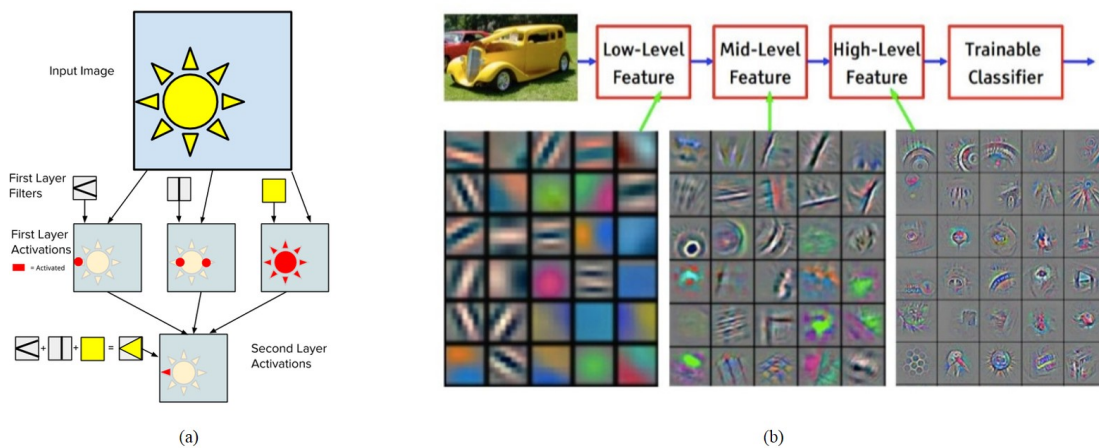 Input Image
First Layer
Filters
First Layer
Activations
= Activated
+ + =
Second Layer
Activations
(a)
Low-Level
Feature
Mid-Level
Feature
High-Level
Feature
Trainable
Classifier
(b)